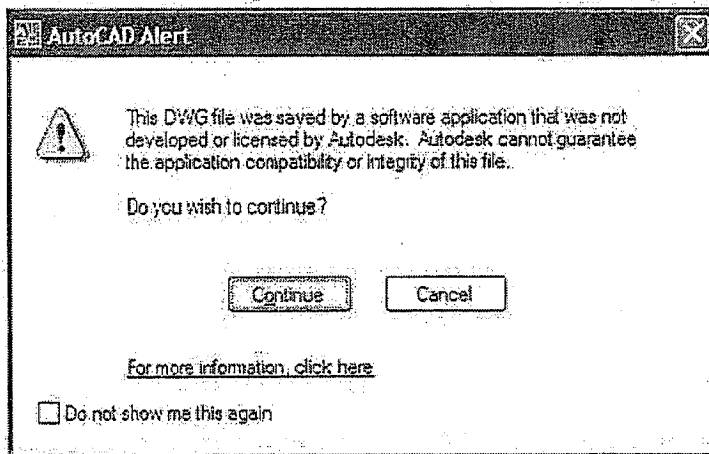 AutoCAD Alert
This DWG file was saved by a software application that was not
developed or licensed by Autodesk. Autodesk cannot guarantee
the application compatibility or integrity of this file.
Do you wish to continue?
Continue
Cancel
For more information, click here
Do not show me this again